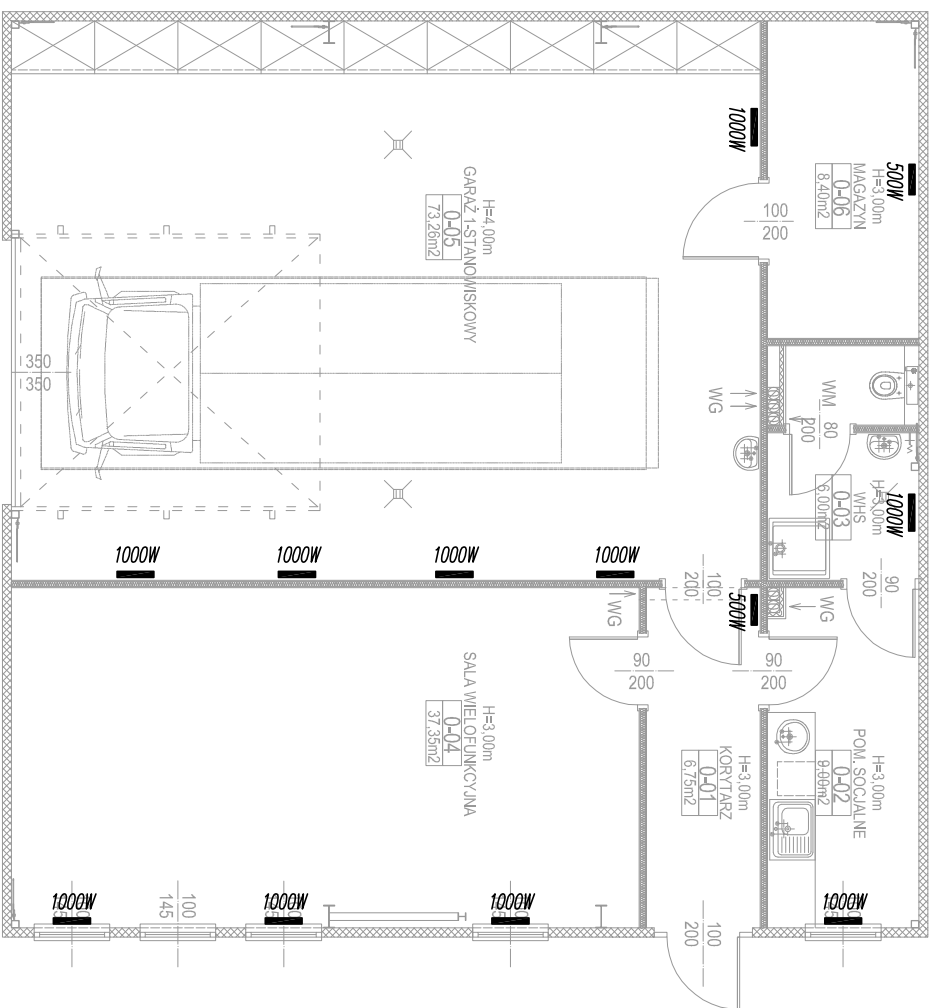 1000W
500W
H=3,00m
MAGAZYN
0-06
8,40m2
100
200
H=4,00m
GARAŻ 1-STANOWISKOWY
0-05
73,26m2
350
350
WG
WM
80
200
H=3,00m
WHS
0-03
6,00m2
1000W
1000W
1000W
1000W
1000W
100
200
500W
WG
WG
90
200
90
200
90
200
H=3,00m
SALA WIELOFUNKCYJNA
0-04
37,35m2
H=3,00m
KORYTARZ
0-01
6,75m2
H=3,00m
POM. SOCJALNE
0-02
9,00m2
1000W
100
145
1000W
1000W
1000W
100
200